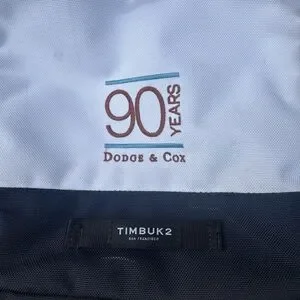 90 YEARS
DODGE & COX
TIMBUK2
SAN FRANCISCO